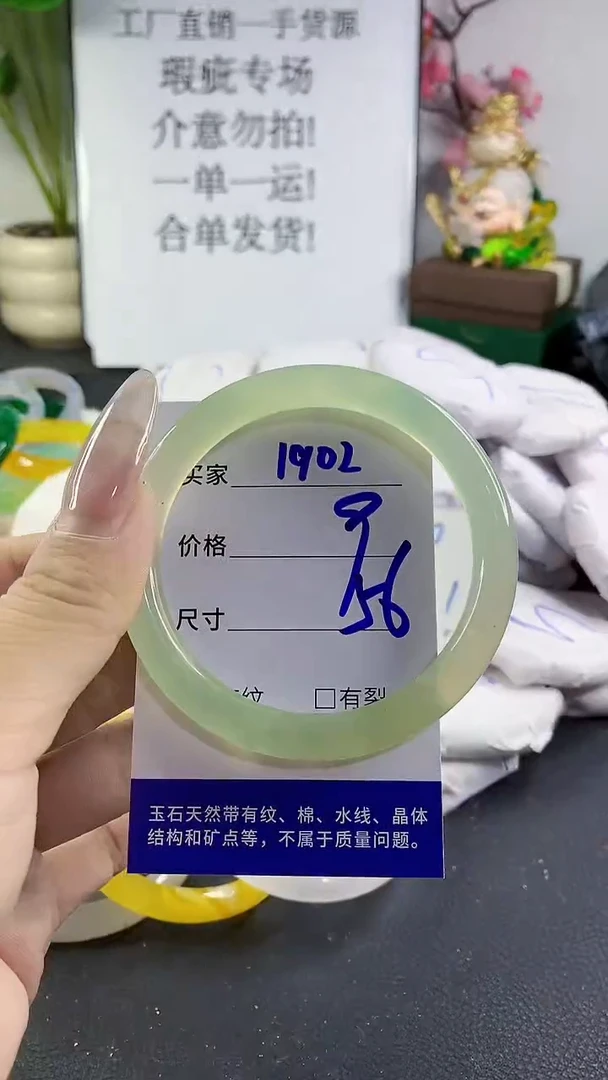 工厂直销一手货源
瑕疵专场
介意勿拍!
一单一运!
合单发货!
买家 1902
价格
尺寸 56
纹 □有裂
玉石天然带有纹、棉、水线、晶体
结构和矿点等，不属于质量问题。